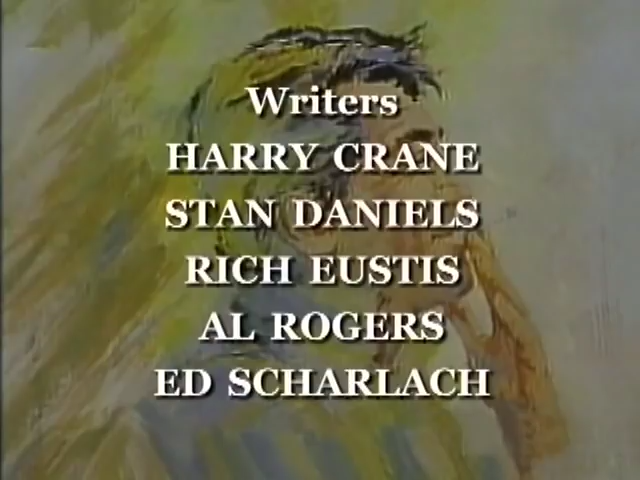 Writers
HARRY CRANE
STAN DANIELS
RICH EUSTIS
AL ROGERS
ED SCHARLACH